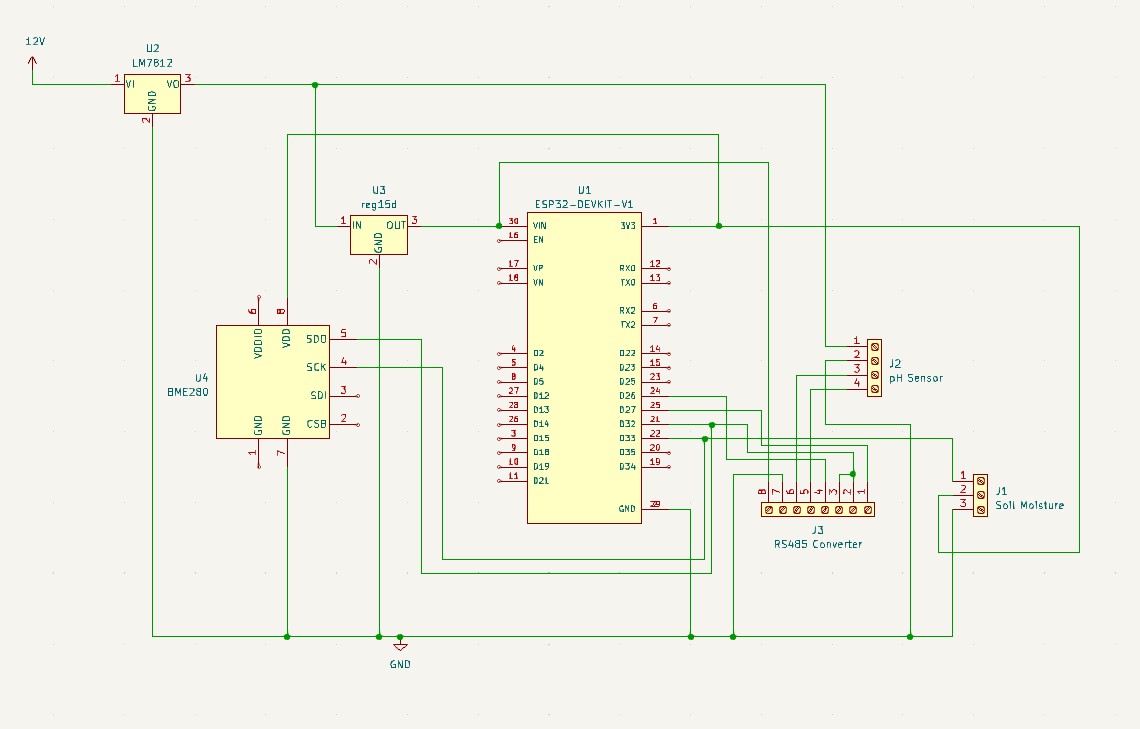 12V
U2
LM7812
1 VI VO 3
GND
2
U3
reg15d
1 IN OUT 3
GND
2
U1
ESP32-DEVKIT-V1
30 VIN 3V3 1
16 EN
17 VP RX0 12
18 VN TX0 13
RX2 6
TX2 7
4 D2 D22 14
5 D4 D23 15
8 D5 D25 23
27 D12 D26 24
28 D13 D27 25
26 D14 D32 21
3 D15 D33 22
9 D18 D35 20
10 D19 D34 19
11 D21
GND 29
6 8
VDDIO VDD
U4
BME280
SDO 5
SCK 4
SDI 3
CSB 2
GND GND
1 7
1
2
3
4
J2
pH Sensor
1
2
3
J1
Soil Moisture
8 7 6 5 4 3 2 1
J3
RS485 Converter
GND